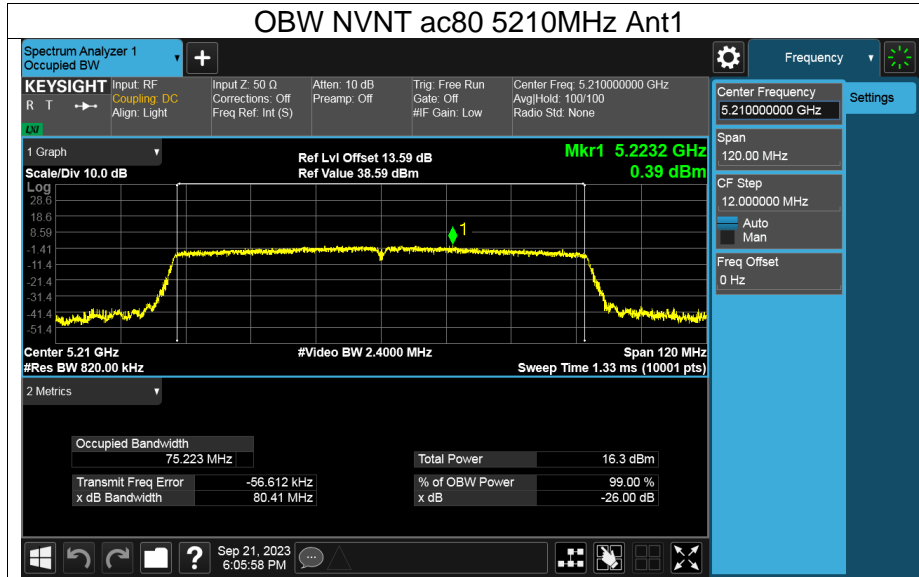 OBW NVNT ac80 5210MHz Ant1
Spectrum Analyzer 1
Occupied BW
+
Frequency
KEYSIGHT
R T
LXI
Input: RF
Coupling: DC
Align: Light
Input Z: 50 Ω
Corrections: Off
Freq Ref: Int (S)
Atten: 10 dB
Preamp: Off
Trig: Free Run
Gate: Off
#IF Gain: Low
Center Freq: 5.210000000 GHz
Avg|Hold: 100/100
Radio Std: None
Center Frequency
5.210000000 GHz
Settings
Span
120.00 MHz
CF Step
12.000000 MHz
Auto
Man
Freq Offset
0 Hz
1 Graph
Scale/Div 10.0 dB
Ref Lvl Offset 13.59 dB
Ref Value 38.59 dBm
Mkr1 5.2232 GHz
0.39 dBm
Log
28.6
18.6
8.59
-1.41
-11.4
-21.4
-31.4
-41.4
-51.4
1
Center 5.21 GHz
#Res BW 820.00 kHz
#Video BW 2.4000 MHz
Span 120 MHz
Sweep Time 1.33 ms (10001 pts)
2 Metrics
Occupied Bandwidth
75.223 MHz
Total Power 16.3 dBm
Transmit Freq Error -56.612 kHz
% of OBW Power 99.00 %
x dB Bandwidth 80.41 MHz
x dB -26.00 dB
?
Sep 21, 2023
6:05:58 PM